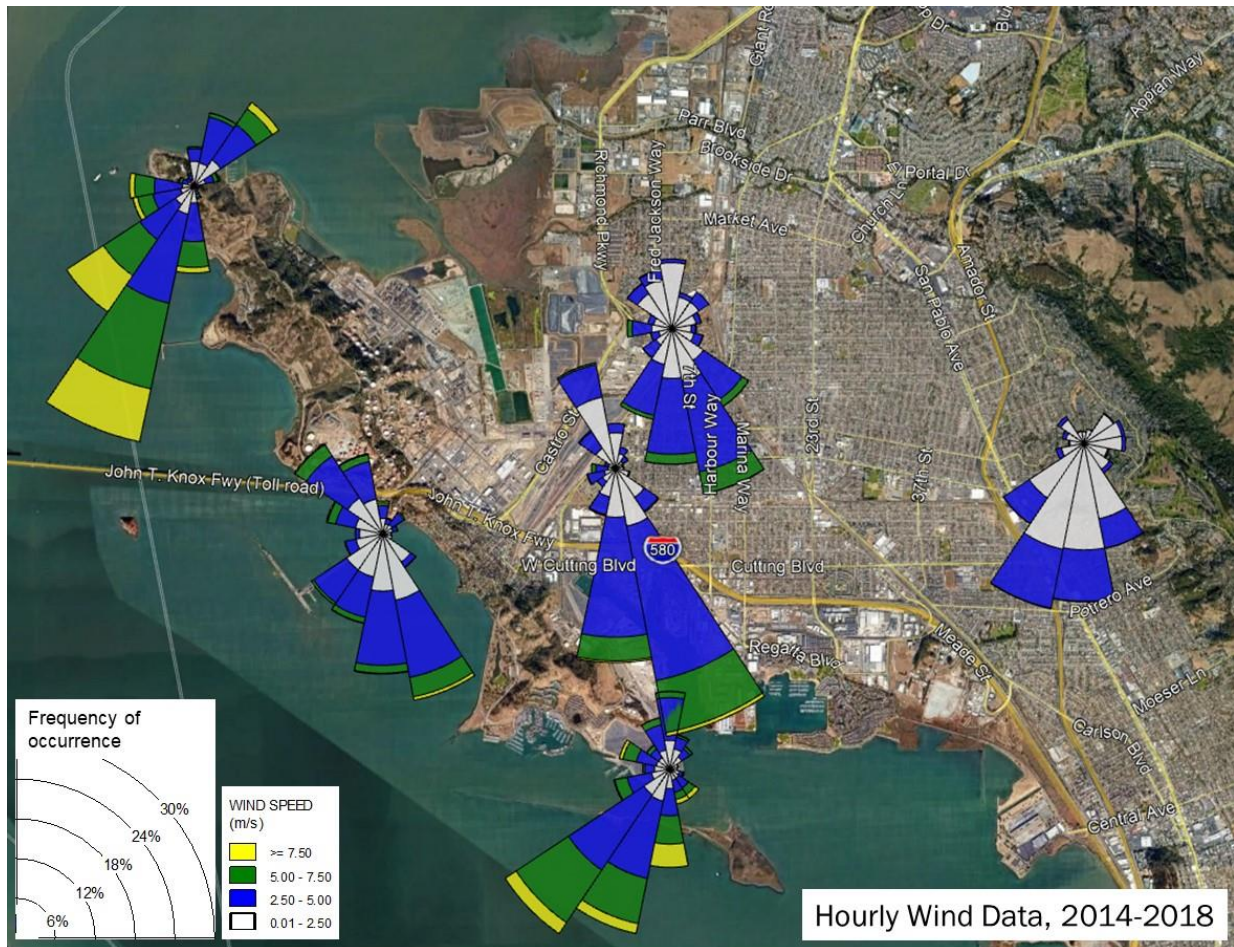 Giant Ro
Appian Way
Parr Blvd
Brookside Dr
El Portal Dr
Richmond Pkwy
Fred Jackson Way
Market Ave
Church Ln
Amador St
San Pablo Ave
7th St
Harbour Way
Marina Way
23rd St
37th St
Castro St
John T. Knox Fwy (Toll road)
John T. Knox Fwy
W Cutting Blvd
580
Cutting Blvd
Potrero Ave
Regatta Blvd
Meade St
Moeser Ln
Carlson Blvd
Central Ave
Frequency of
occurrence
30%
24%
18%
12%
6%
WIND SPEED
(m/s)
>= 7.50
5.00 - 7.50
2.50 - 5.00
0.01 - 2.50
Hourly Wind Data, 2014-2018